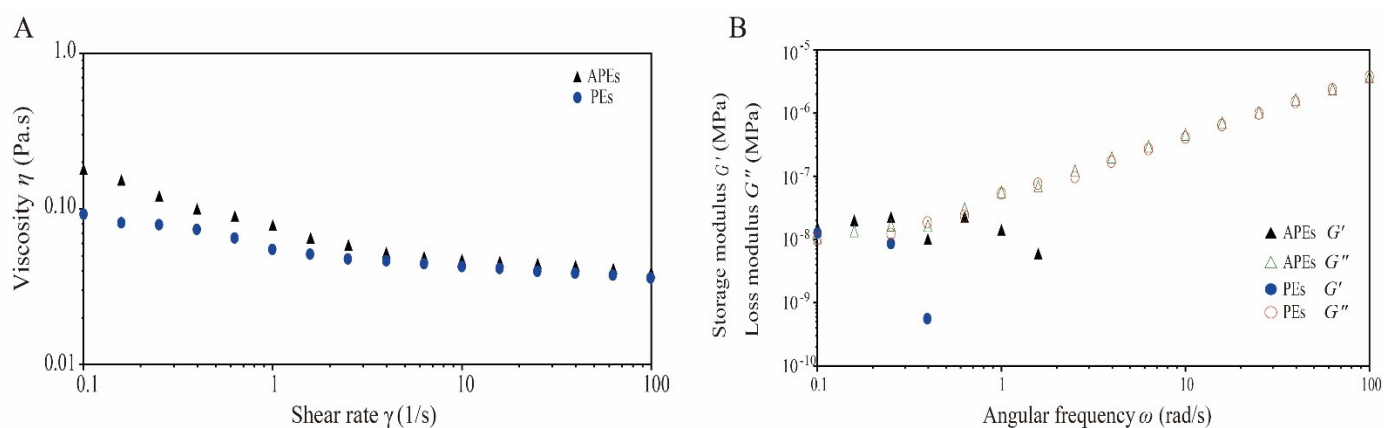 A
Viscosity η (Pa.s)
1.0
0.10
0.01
0.1
1
10
100
Shear rate γ (1/s)
APEs
PEs
B
Storage modulus G′ (MPa)
Loss modulus G″ (MPa)
10⁻⁵
10⁻⁶
10⁻⁷
10⁻⁸
10⁻⁹
10⁻¹⁰
0.1
1
10
100
Angular frequency ω (rad/s)
APEs G′
APEs G″
PEs G′
PEs G″